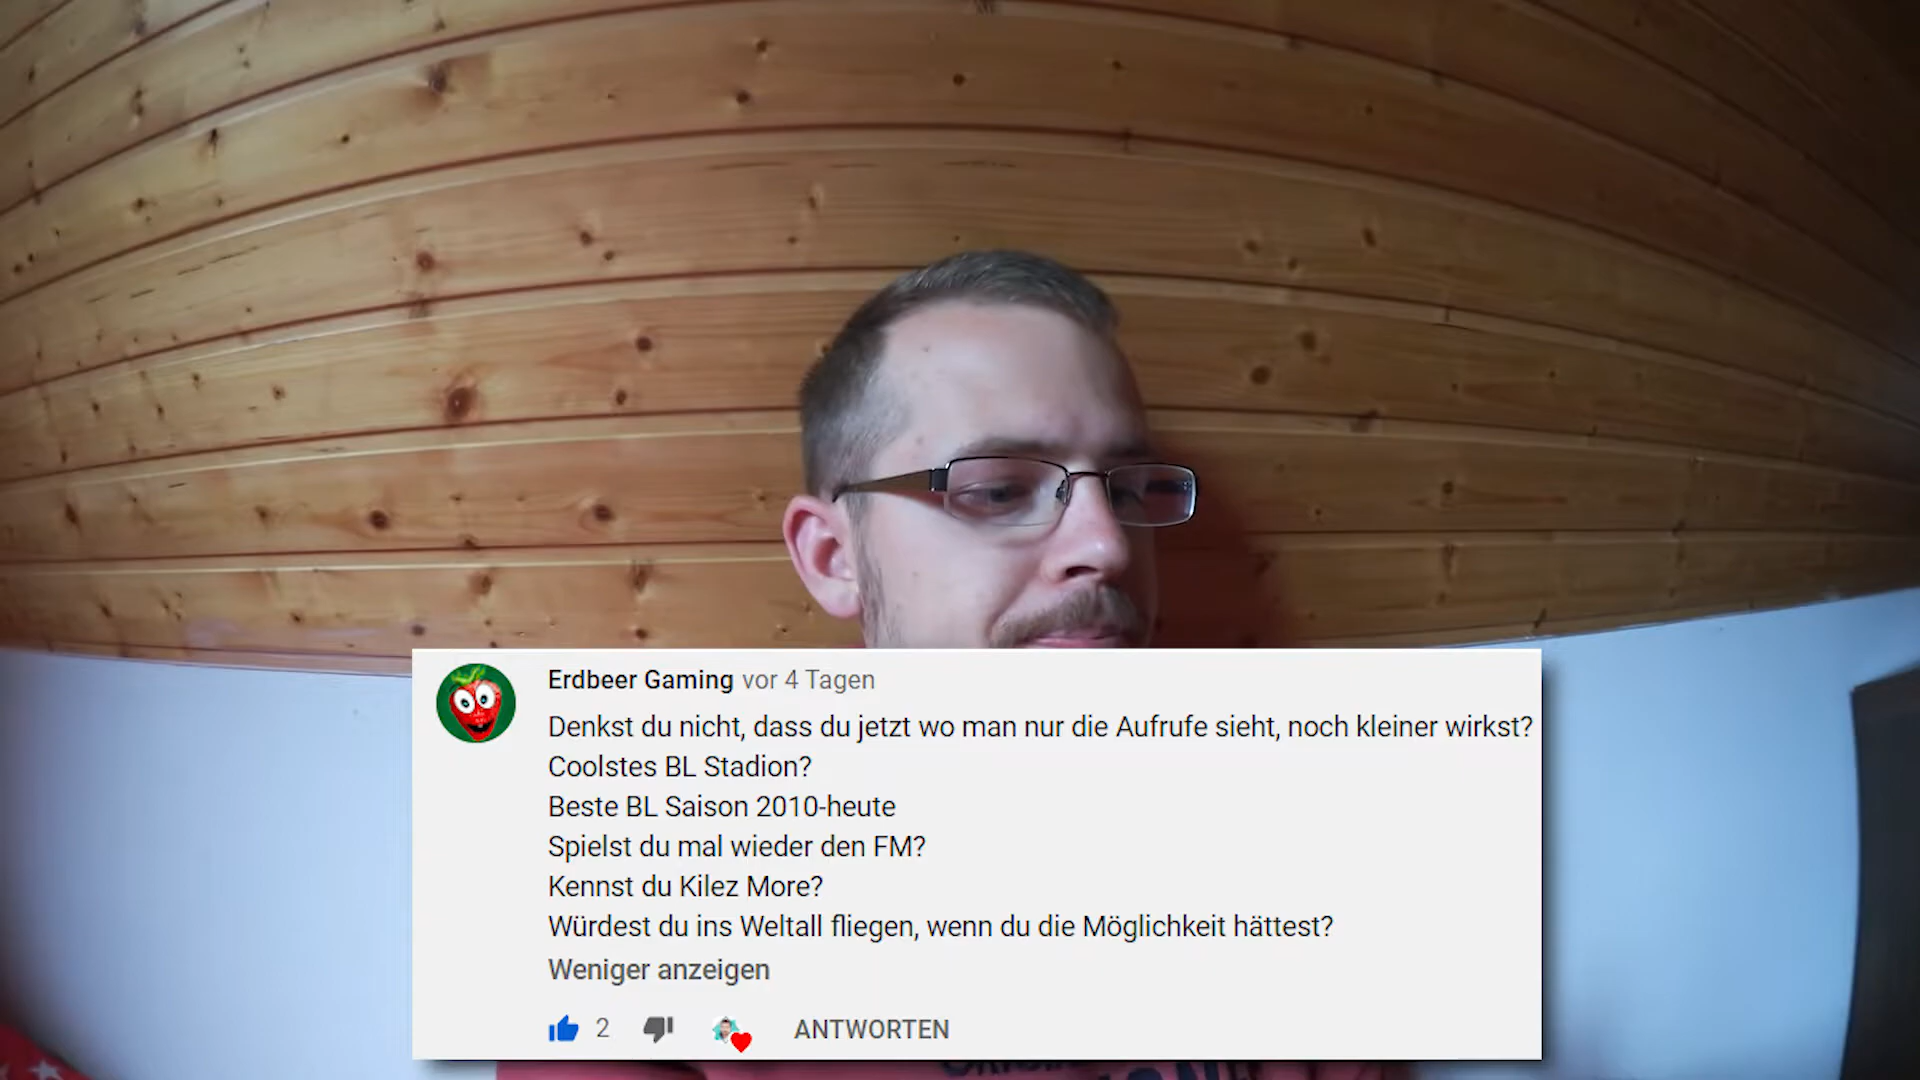 Erdbeer Gaming vor 4 Tagen
Denkst du nicht, dass du jetzt wo man nur die Aufrufe sieht, noch kleiner wirkst?
Coolstes BL Stadion?
Beste BL Saison 2010-heute
Spielst du mal wieder den FM?
Kennst du Kilez More?
Würdest du ins Weltall fliegen, wenn du die Möglichkeit hättest?
Weniger anzeigen
2 ANTWORTEN